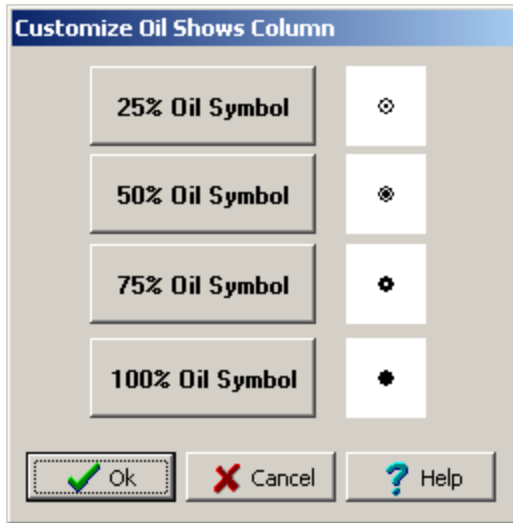 Customize Oil Shows Column
25% Oil Symbol
50% Oil Symbol
75% Oil Symbol
100% Oil Symbol
Ok Cancel Help